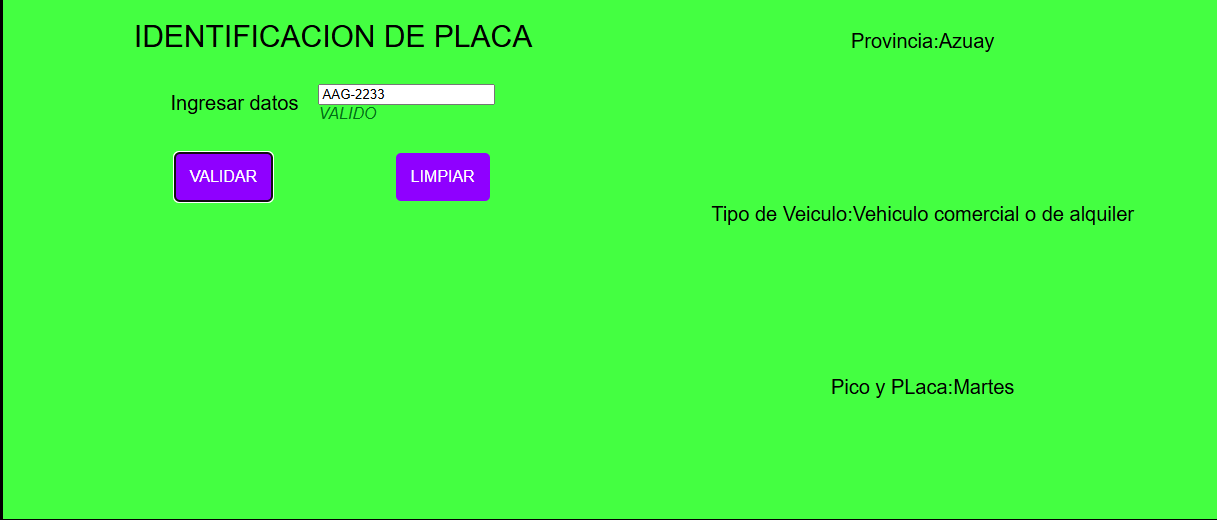 IDENTIFICACION DE PLACA
Ingresar datos
AAG-2233
VALIDO
VALIDAR
LIMPIAR
Provincia:Azuay
Tipo de Veiculo:Vehiculo comercial o de alquiler
Pico y PLaca:Martes